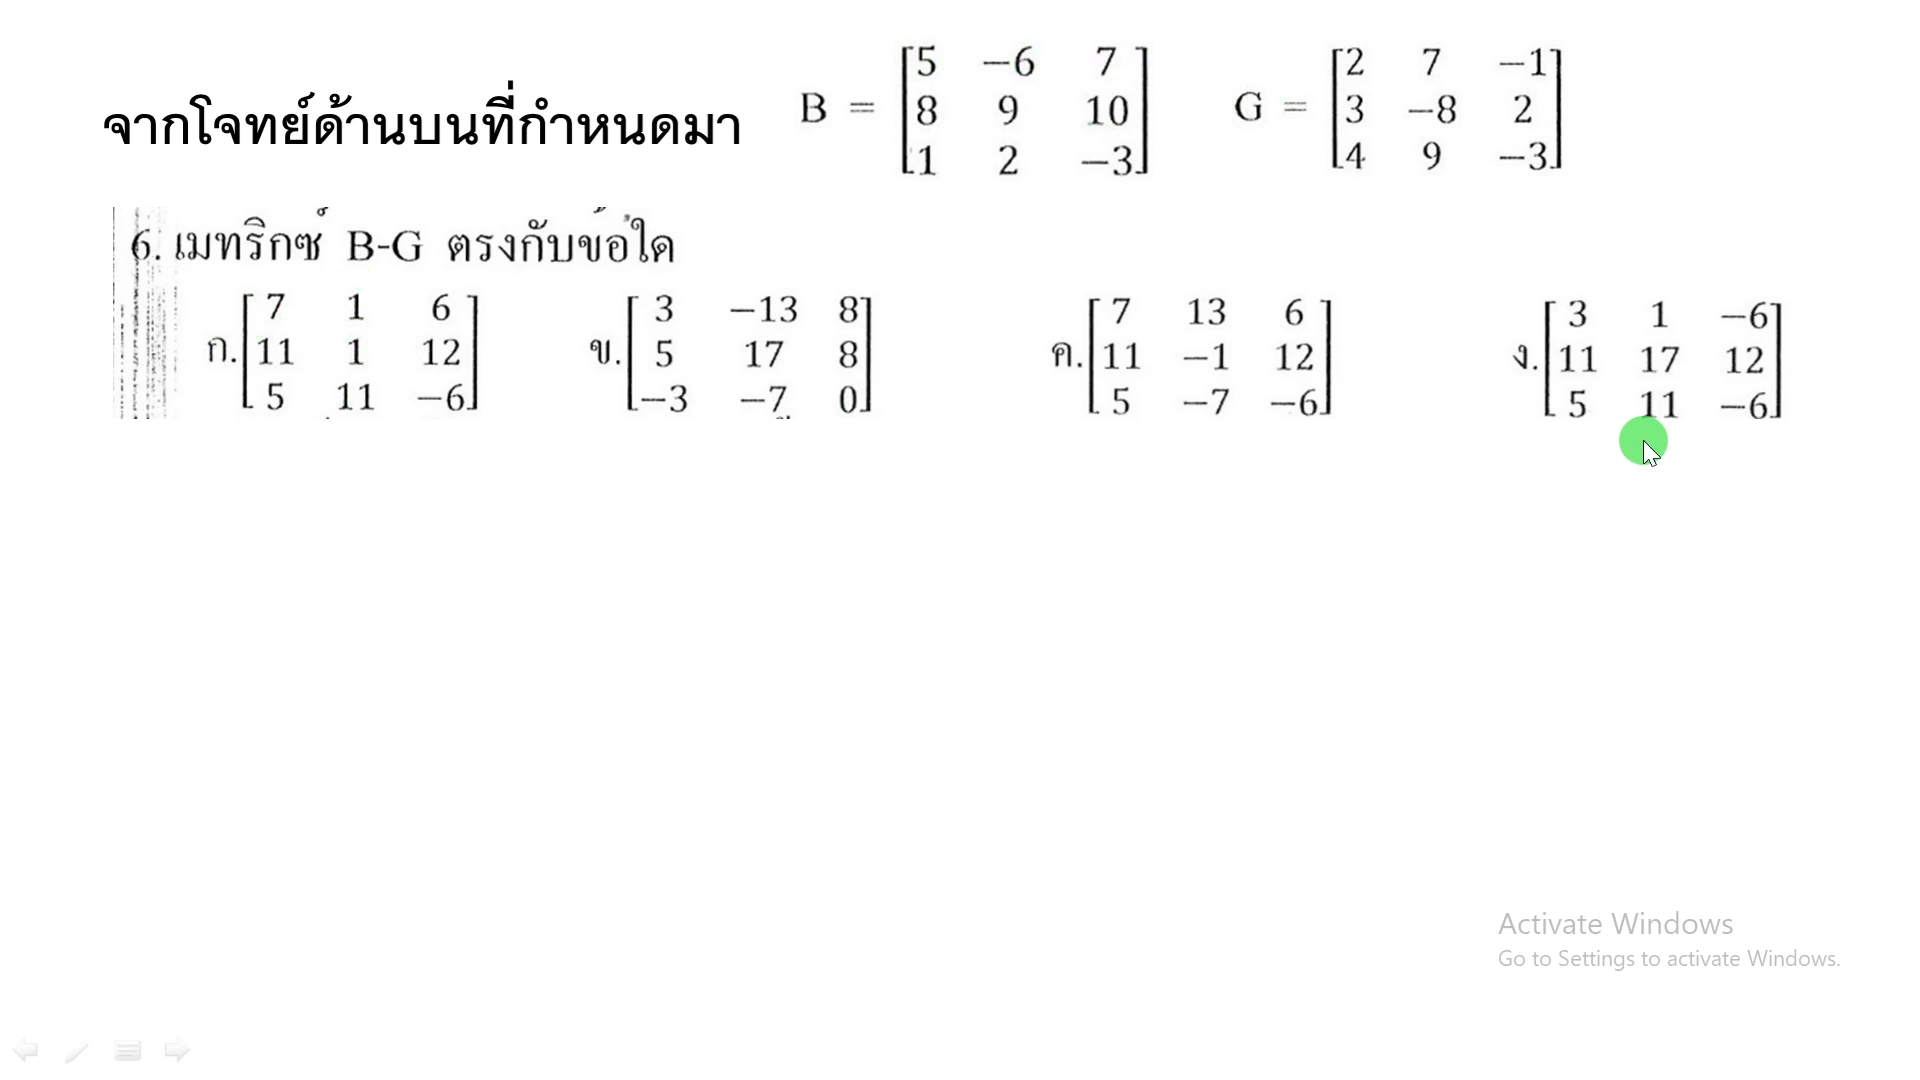 จากโจทย์ด้านบนที่กำหนดมา
B = [5 −6 7
8 9 10
1 2 −3]
G = [2 7 −1
3 −8 2
4 9 −3]
6. เมทริกซ์ B-G ตรงกับข้อใด
ก. [7 1 6
11 1 12
5 11 −6]
ข. [3 −13 8
5 17 8
−3 −7 0]
ค. [7 13 6
11 −1 12
5 −7 −6]
ง. [3 1 −6
11 17 12
5 11 −6]
Activate Windows
Go to Settings to activate Windows.